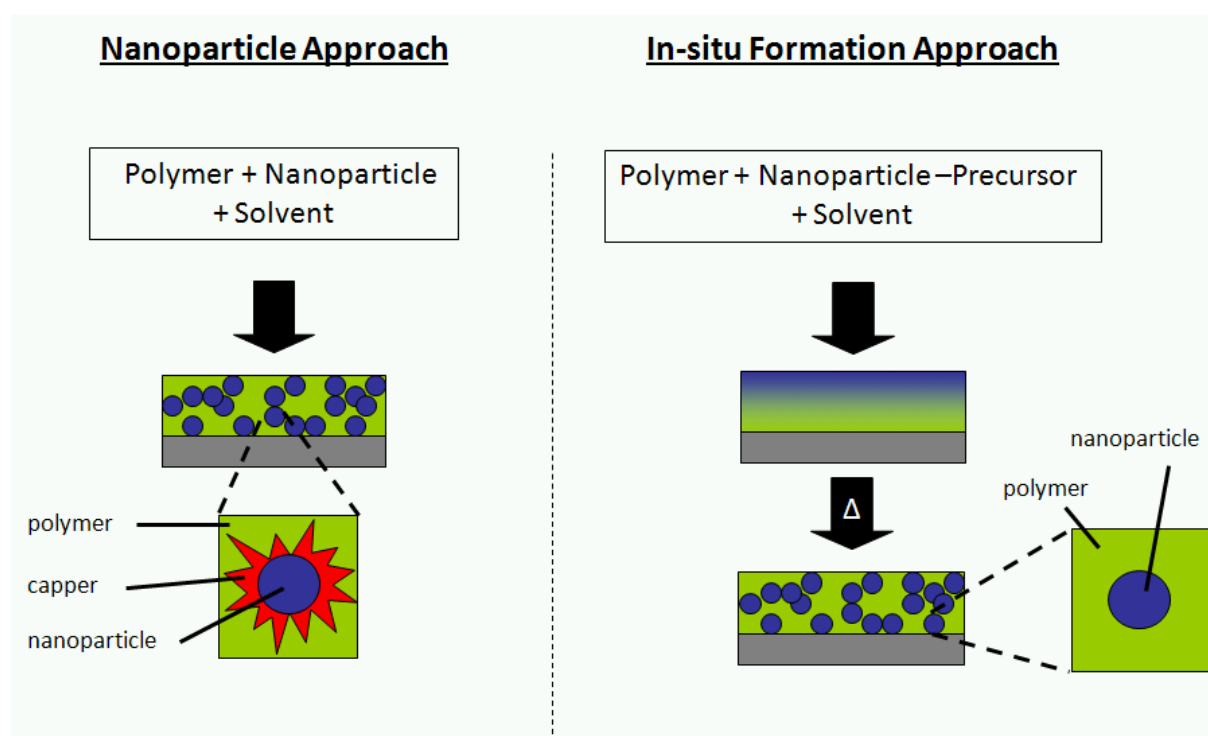 Nanoparticle Approach
Polymer + Nanoparticle
+ Solvent
polymer
capper
nanoparticle
In-situ Formation Approach
Polymer + Nanoparticle–Precursor
+ Solvent
Δ
nanoparticle
polymer